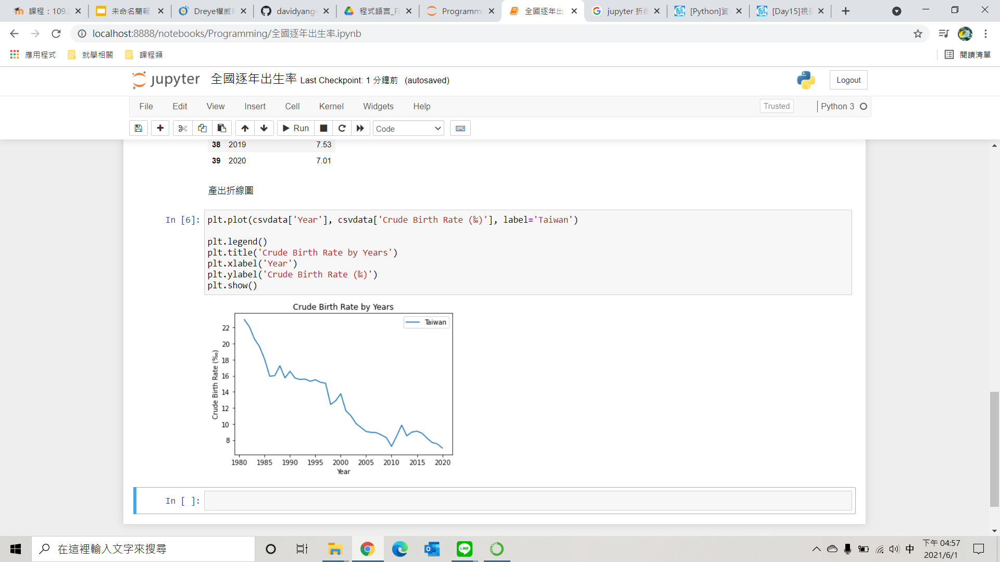 課程：109.
未命名簡報
Dreye權威
davidyang
程式語言_Fi
Programmi
全國逐年出
jupyter 折
[Python]資
[Day15]視
localhost:8888/notebooks/Programming/全國逐年出生率.ipynb
應用程式
就學相關
課程類
閱讀清單
jupyter 全國逐年出生率 Last Checkpoint: 1 分鐘前 (autosaved)
Logout
File Edit View Insert Cell Kernel Widgets Help
Trusted
Python 3
Run
Code
38 2019 7.53
39 2020 7.01
產出折線圖
In [6]:
plt.plot(csvdata['Year'], csvdata['Crude Birth Rate (‰)'], label='Taiwan')
plt.legend()
plt.title('Crude Birth Rate by Years')
plt.xlabel('Year')
plt.ylabel('Crude Birth Rate (‰)')
plt.show()
Crude Birth Rate by Years
Taiwan
22
20
18
16
14
12
10
8
Crude Birth Rate (‰)
1980 1985 1990 1995 2000 2005 2010 2015 2020
Year
In [ ]:
在這裡輸入文字來搜尋
LINE
中
下午 04:57
2021/6/1